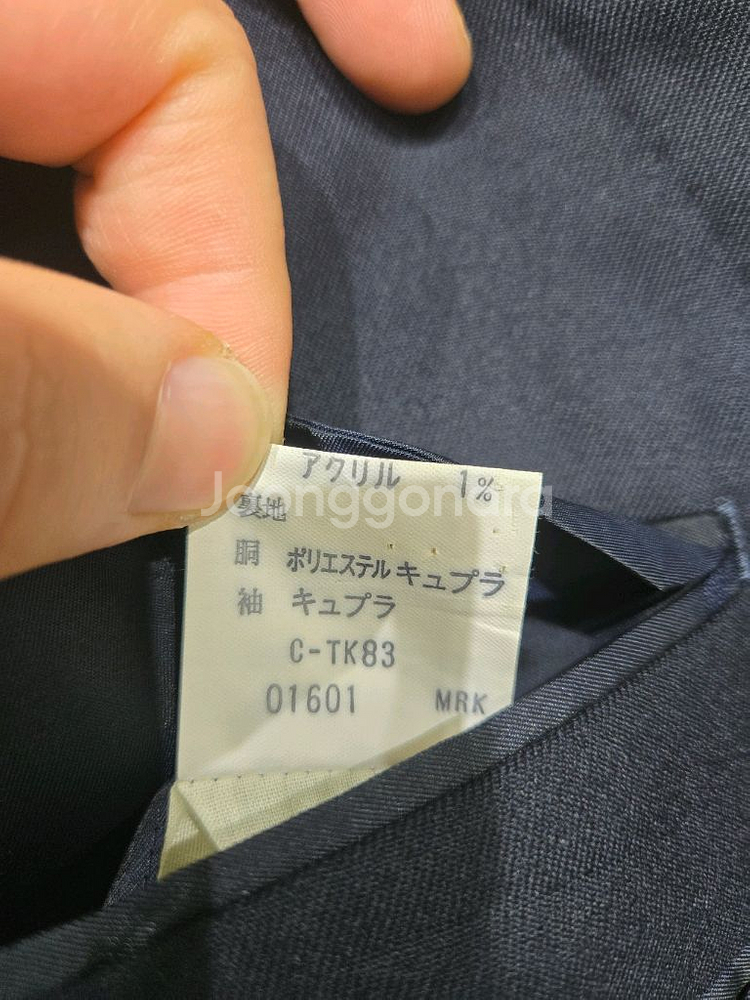 アクリル 1%
Joonggonara
裏地
胴 ポリエステル キュプラ
袖 キュプラ
C-TK83
01601 MRK